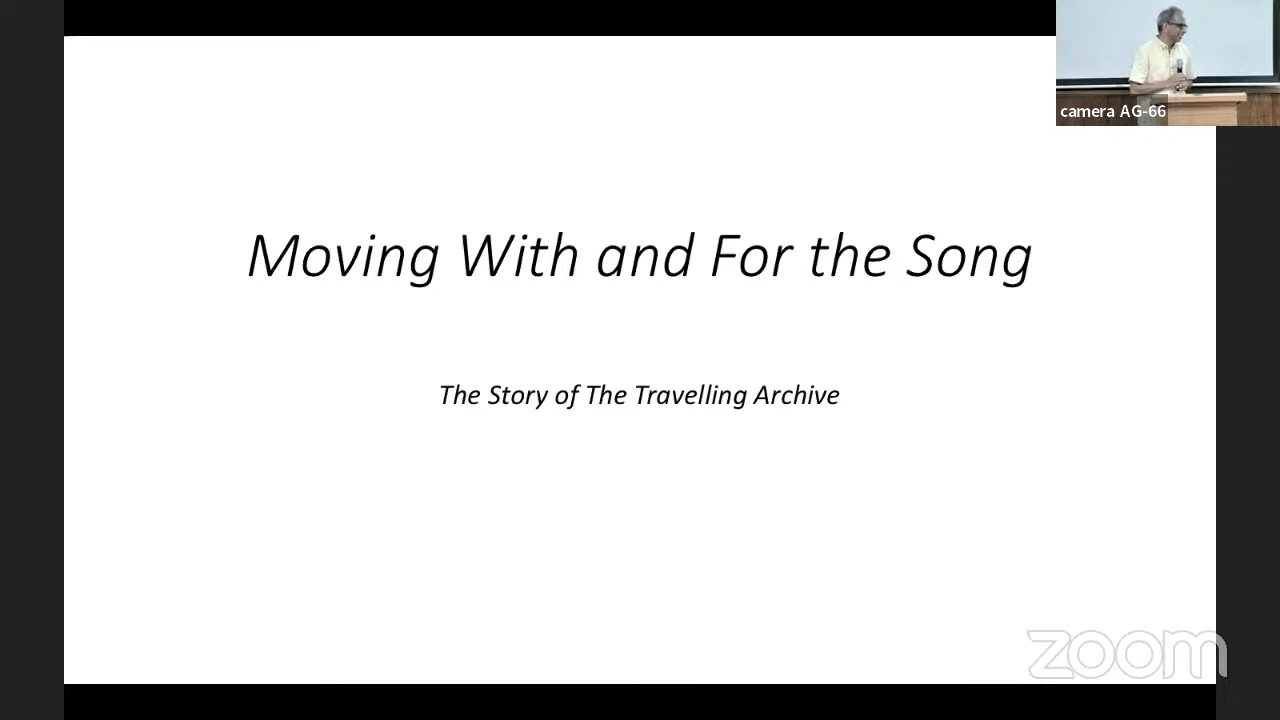 camera AG-66
Moving With and For the Song
The Story of The Travelling Archive
zoom